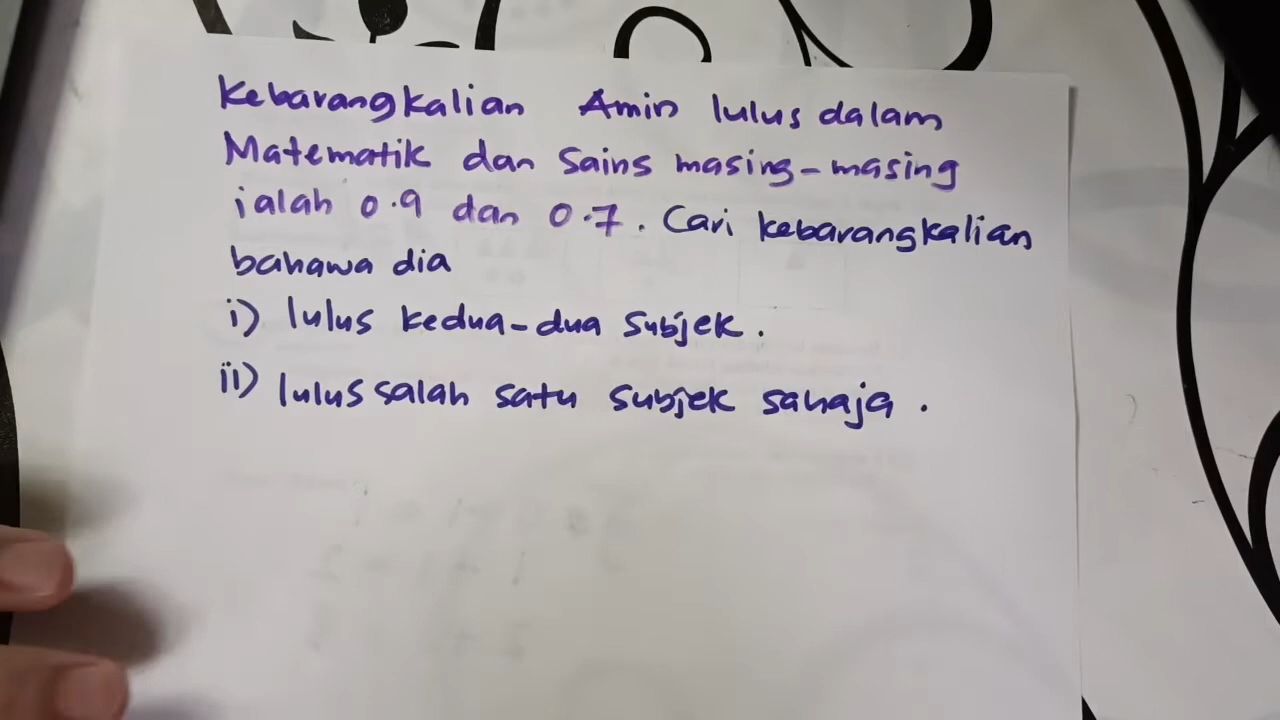 Kebarangkalian Amin lulus dalam
Matematik dan Sains masing-masing
ialah 0.9 dan 0.7. Cari kebarangkalian
bahawa dia
i) lulus kedua-dua subjek.
ii) lulus salah satu subjek sahaja.